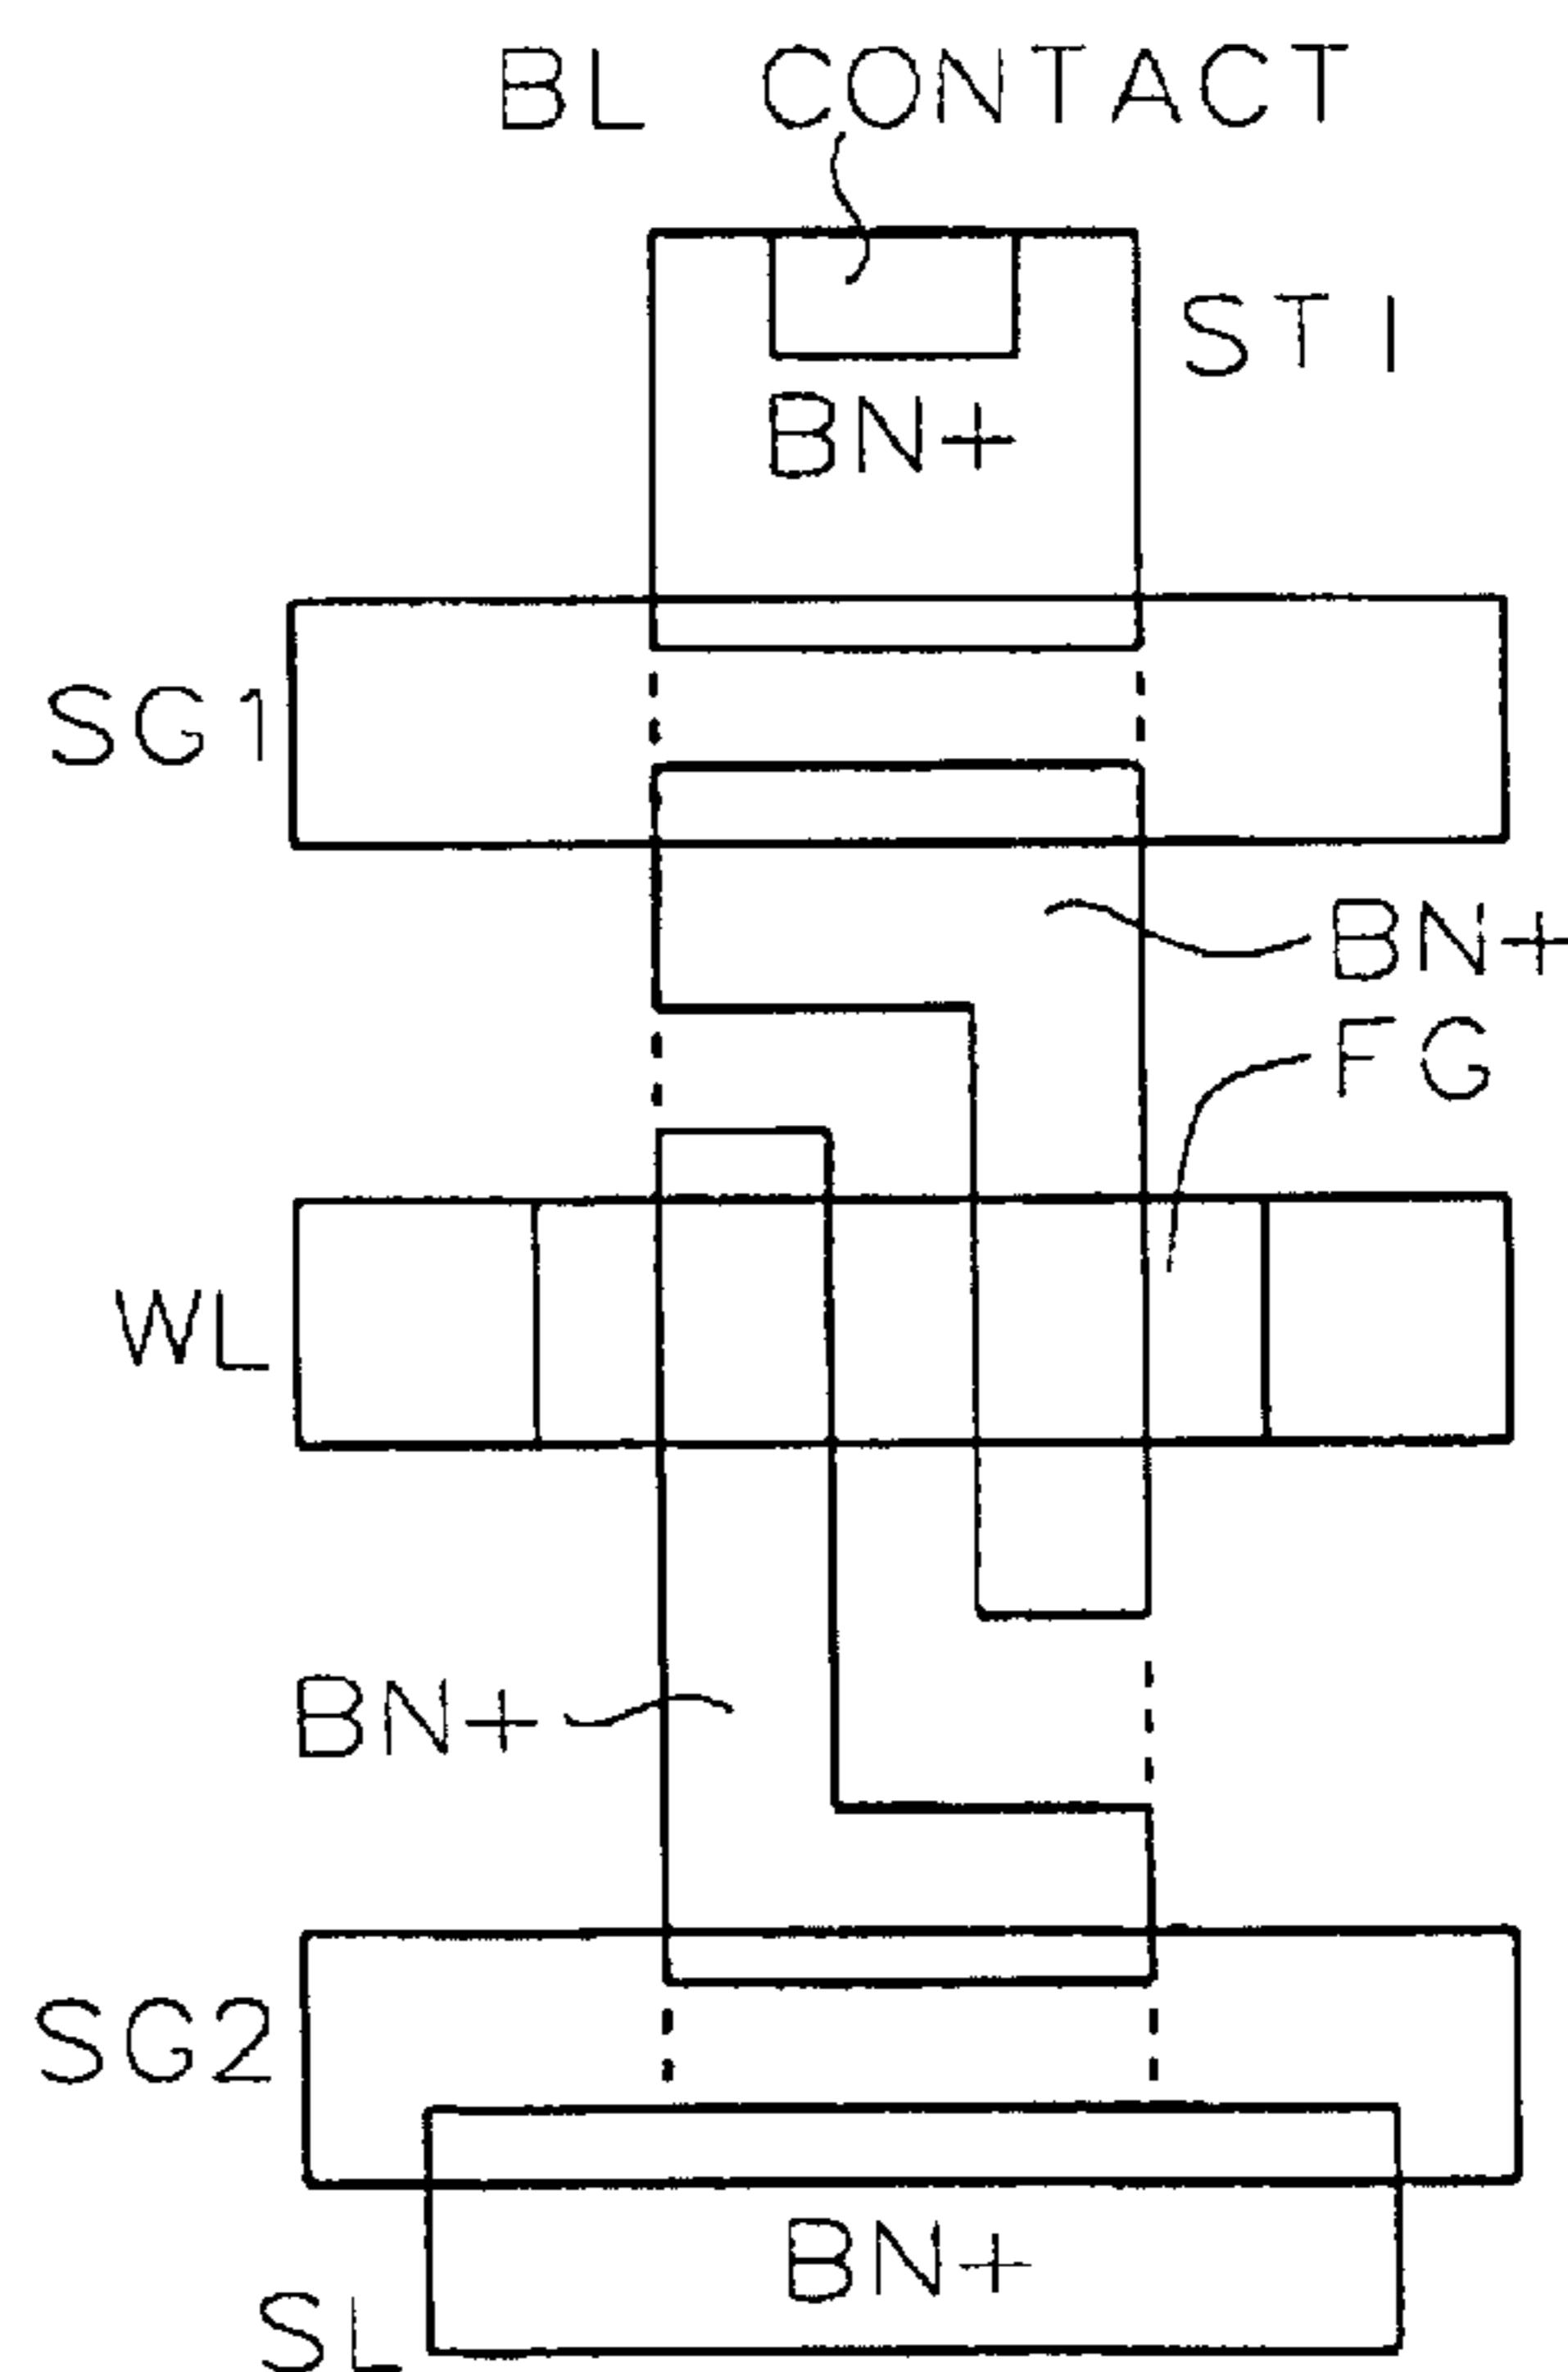 BL CONTACT
STI
BN+
SG1
BN+
FG
WL
BN+
SG2
BN+
SL